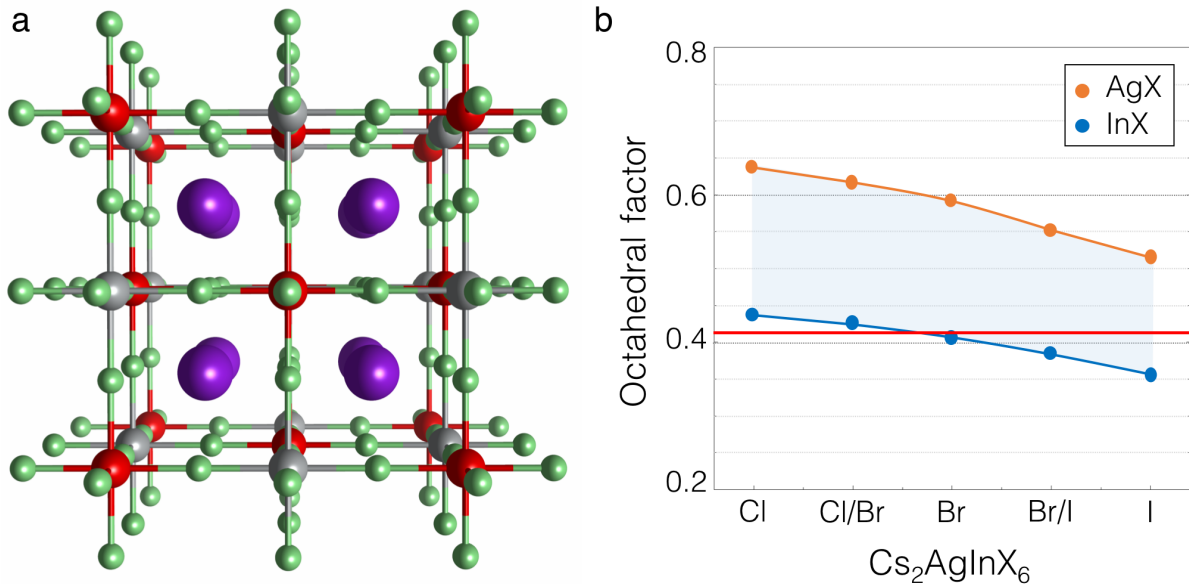 a
b
0.8
AgX
InX
0.6
Octahedral factor
0.4
0.2
Cl
Cl/Br
Br
Br/I
I
Cs₂AgInX₆